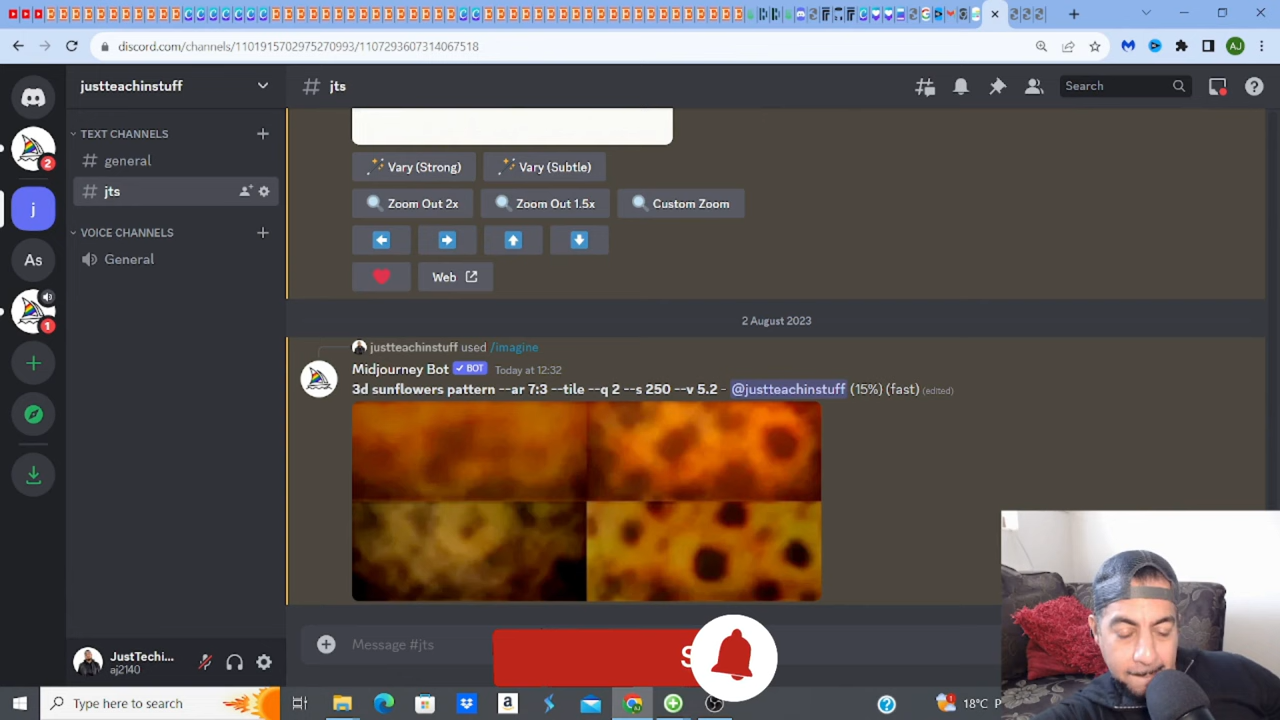 discord.com/channels/1101915702975270993/1107293607314067518
AJ
justteachinstuff
jts
Search
TEXT CHANNELS
general
jts
VOICE CHANNELS
General
2
j
As
1
Vary (Strong)
Vary (Subtle)
Zoom Out 2x
Zoom Out 1.5x
Custom Zoom
Web
2 August 2023
justteachinstuff used /imagine
Midjourney Bot BOT Today at 12:32
3d sunflowers pattern --ar 7:3 --tile --q 2 --s 250 --v 5.2 - @justteachinstuff (15%) (fast) (edited)
Message #jts
JustTechi...
aj2140
S
Type here to search
18°C P